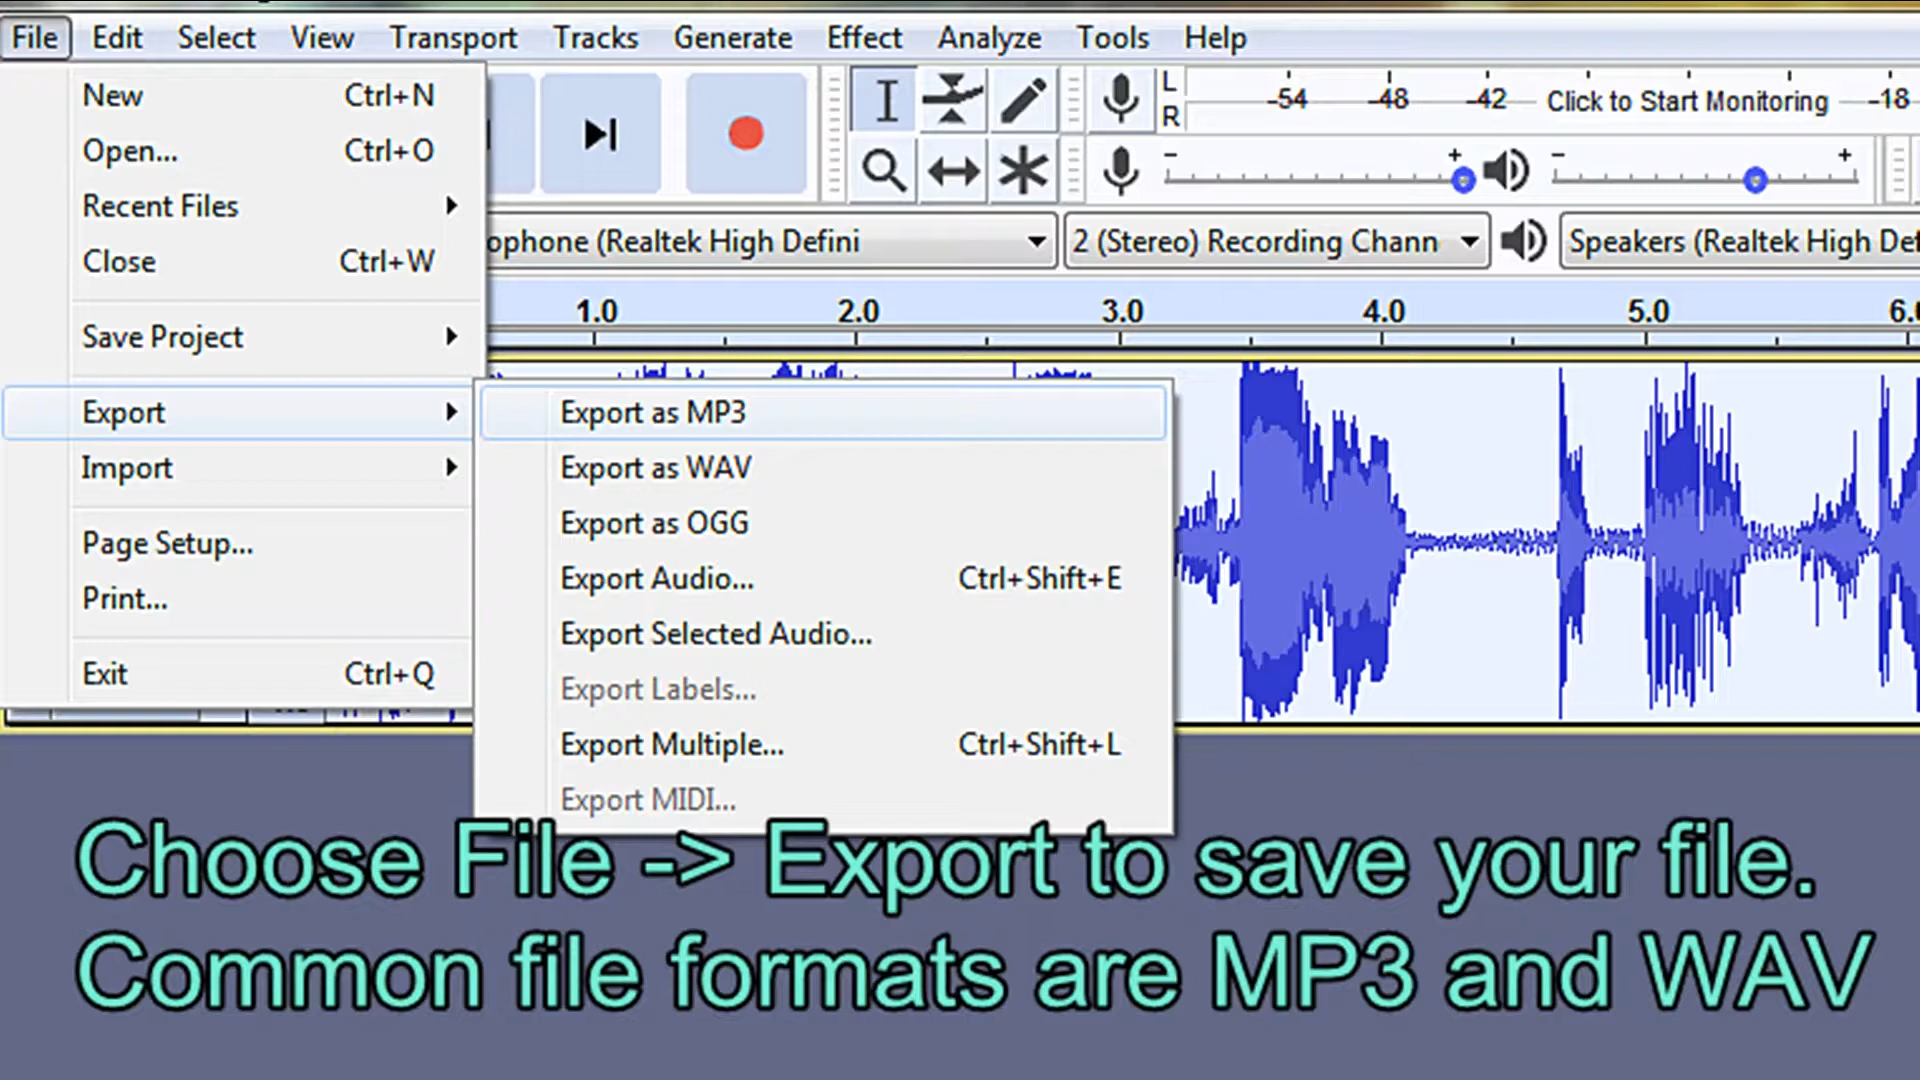 File Edit Select View Transport Tracks Generate Effect Analyze Tools Help
New Ctrl+N
Open... Ctrl+O
Recent Files
Close Ctrl+W
Save Project
Export
Import
Page Setup...
Print...
Exit Ctrl+Q
L
R
-54 -48 -42 Click to Start Monitoring -18
- +
- +
ophone (Realtek High Defini
2 (Stereo) Recording Chann
Speakers (Realtek High Def
1.0 2.0 3.0 4.0 5.0 6.0
Export as MP3
Export as WAV
Export as OGG
Export Audio... Ctrl+Shift+E
Export Selected Audio...
Export Labels...
Export Multiple... Ctrl+Shift+L
Export MIDI...
Choose File -> Export to save your file.
Common file formats are MP3 and WAV